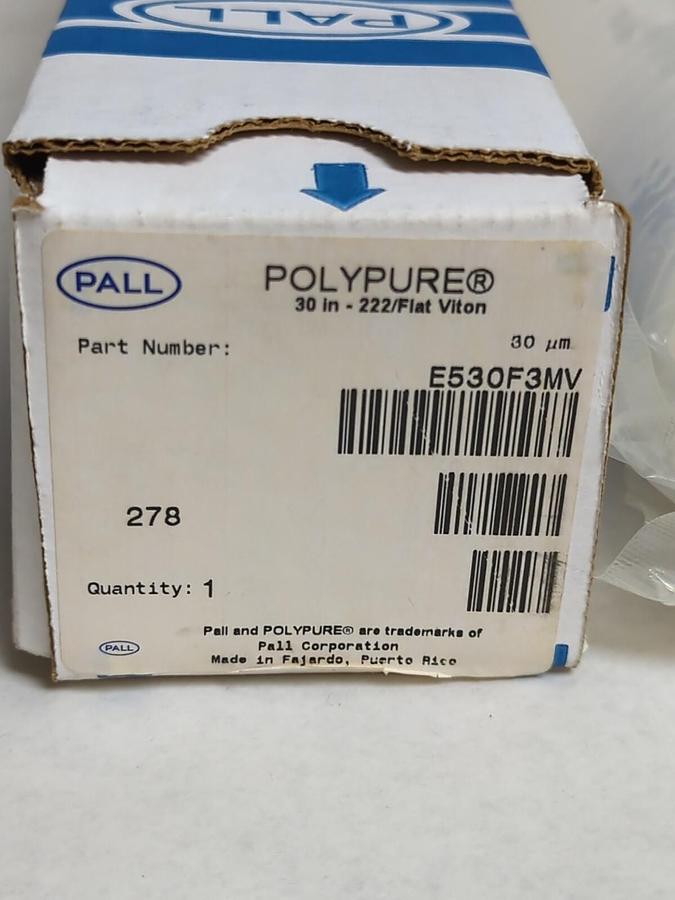 PALL
PALL
POLYPURE®
30 in - 222/Flat Viton
Part Number:
30 µm
E530F3MV
278
Quantity: 1
Pall and POLYPURE® are trademarks of
PALL
Pall Corporation
Made in Fajardo, Puerto Rico